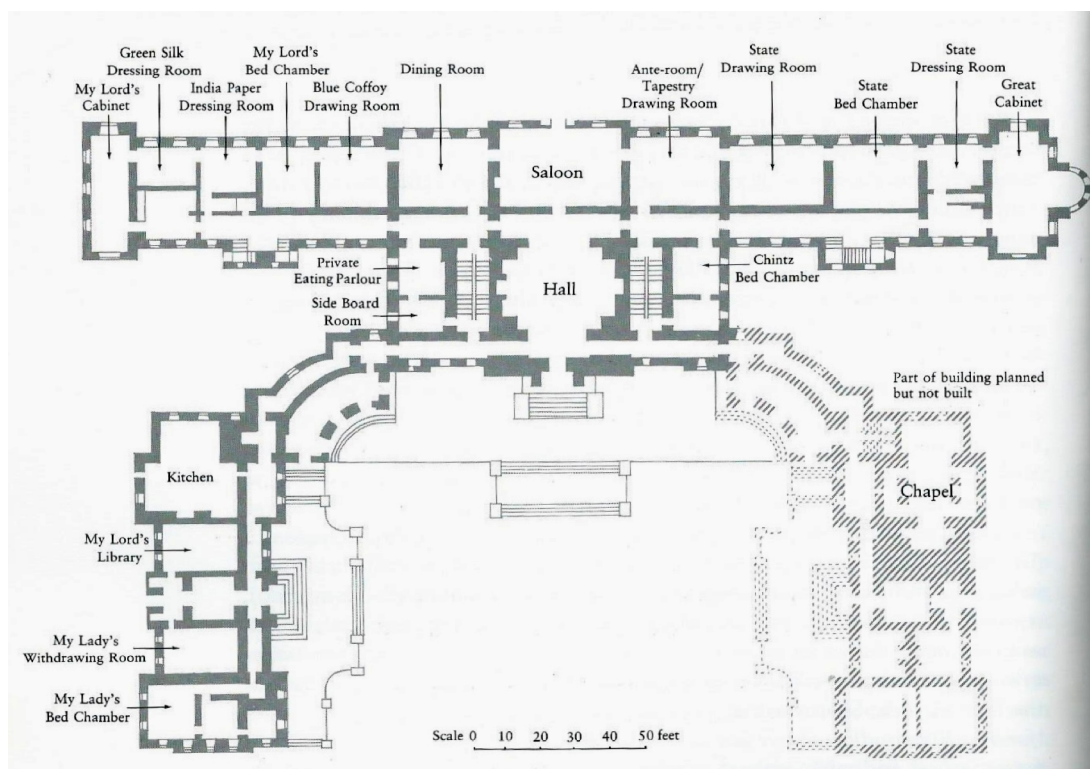 Green Silk
Dressing Room
My Lord's
Bed Chamber
Dining Room
Ante-room/
Tapestry
Drawing Room
State
Drawing Room
State
Dressing Room
My Lord's
Cabinet
India Paper
Dressing Room
Blue Coffoy
Drawing Room
State
Bed Chamber
Great
Cabinet
Saloon
Private
Eating Parlour
Hall
Chintz
Bed Chamber
Side Board
Room
Part of building planned
but not built
Kitchen
Chapel
My Lord's
Library
My Lady's
Withdrawing Room
My Lady's
Bed Chamber
Scale 0 10 20 30 40 50 feet